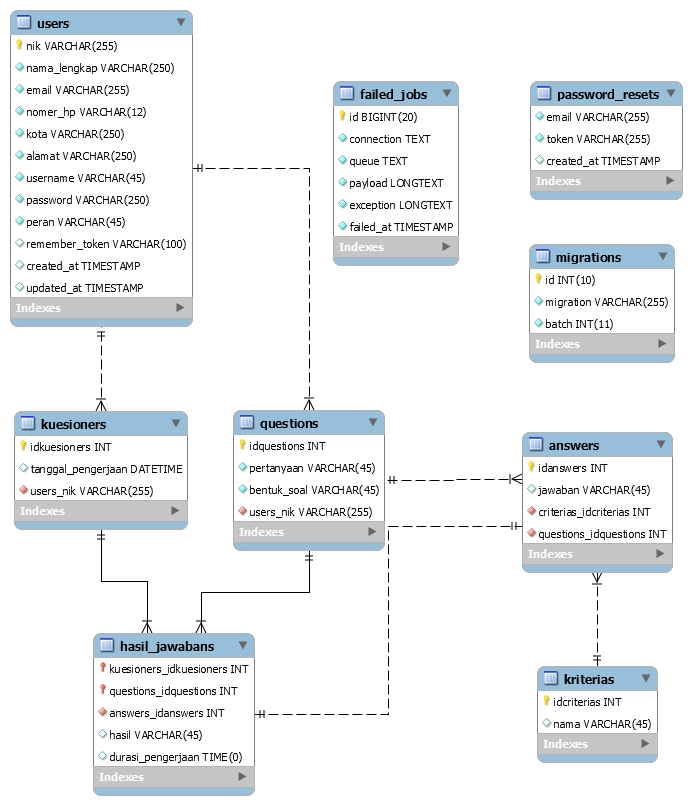 users
nik VARCHAR(255)
nama_lengkap VARCHAR(250)
email VARCHAR(255)
nomer_hp VARCHAR(12)
kota VARCHAR(250)
alamat VARCHAR(250)
username VARCHAR(45)
password VARCHAR(250)
peran VARCHAR(45)
remember_token VARCHAR(100)
created_at TIMESTAMP
updated_at TIMESTAMP
Indexes
failed_jobs
id BIGINT(20)
connection TEXT
queue TEXT
payload LONGTEXT
exception LONGTEXT
failed_at TIMESTAMP
Indexes
password_resets
email VARCHAR(255)
token VARCHAR(255)
created_at TIMESTAMP
Indexes
migrations
id INT(10)
migration VARCHAR(255)
batch INT(11)
Indexes
kuesioners
idkuesioners INT
tanggal_pengerjaan DATETIME
users_nik VARCHAR(255)
Indexes
questions
idquestions INT
pertanyaan VARCHAR(45)
bentuk_soal VARCHAR(45)
users_nik VARCHAR(255)
Indexes
answers
idanswers INT
jawaban VARCHAR(45)
criterias_idcriterias INT
questions_idquestions INT
Indexes
hasil_jawabans
kuesioners_idkuesioners INT
questions_idquestions INT
answers_idanswers INT
hasil VARCHAR(45)
durasi_pengerjaan TIME(0)
Indexes
kriterias
idcriterias INT
nama VARCHAR(45)
Indexes